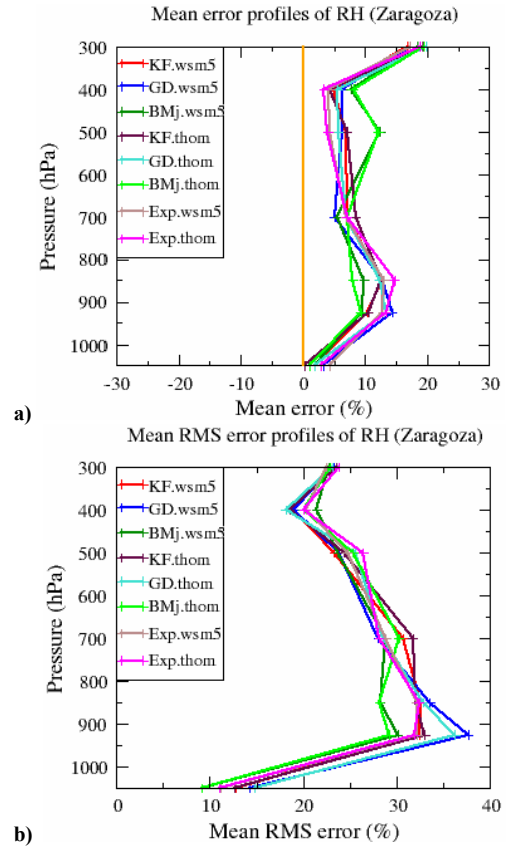 Mean error profiles of RH (Zaragoza)
300
400
500
600
700
800
900
1000
Pressure (hPa)
KF.wsm5
GD.wsm5
BMj.wsm5
KF.thom
GD.thom
BMj.thom
Exp.wsm5
Exp.thom
-30 -20 -10 0 10 20 30
Mean error (%)
a)
Mean RMS error profiles of RH (Zaragoza)
300
400
500
600
700
800
900
1000
Pressure (hPa)
KF.wsm5
GD.wsm5
BMj.wsm5
KF.thom
GD.thom
BMj.thom
Exp.wsm5
Exp.thom
0 10 20 30 40
Mean RMS error (%)
b)